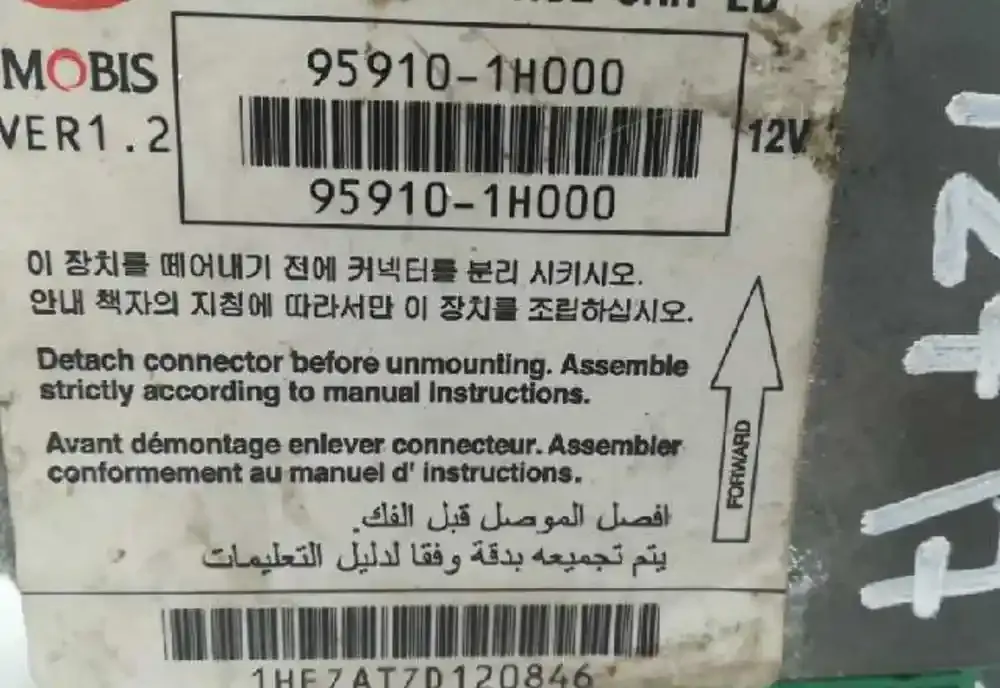 MOBIS
VER1.2
95910-1H000
95910-1H000
12V
이 장치를 떼어내기 전에 커넥터를 분리 시키시오.
안내 책자의 지침에 따라서만 이 장치를 조립하십시오.
Detach connector before unmounting. Assemble
strictly according to manual instructions.
Avant démontage enlever connecteur. Assembler
conformement au manuel d' instructions.
افصل الموصل قبل الفك.
يتم تجميعه بدقة وفقا لدليل التعليمات
FORWARD
1HF7AT7D120846